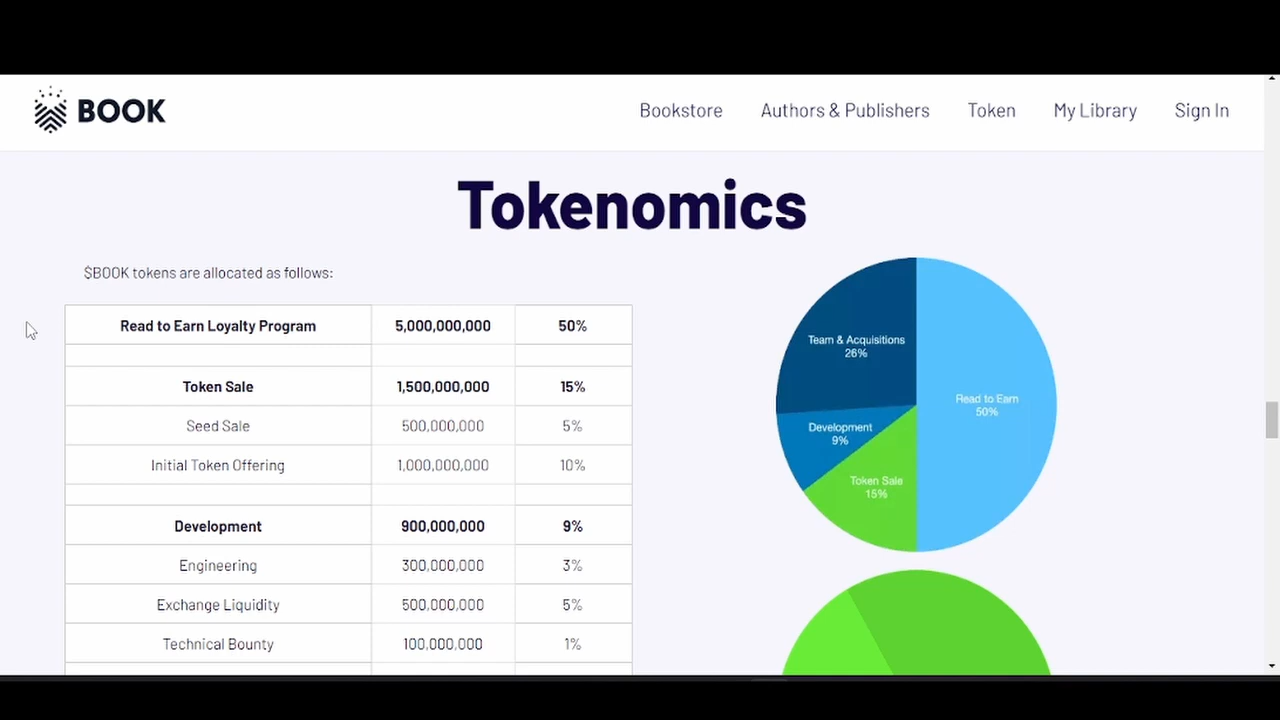 BOOK
Bookstore Authors & Publishers Token My Library Sign In
Tokenomics
$BOOK tokens are allocated as follows:
Read to Earn Loyalty Program 5,000,000,000 50%
Token Sale 1,500,000,000 15%
Seed Sale 500,000,000 5%
Initial Token Offering 1,000,000,000 10%
Development 900,000,000 9%
Engineering 300,000,000 3%
Exchange Liquidity 500,000,000 5%
Technical Bounty 100,000,000 1%
Team & Acquisitions
26%
Read to Earn
50%
Development
9%
Token Sale
15%